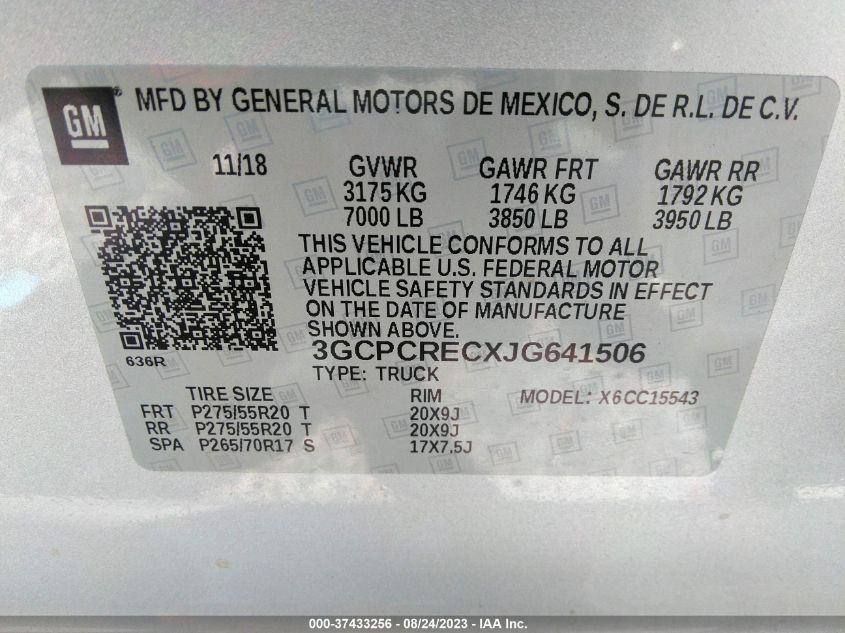 GM
MFD BY GENERAL MOTORS DE MEXICO, S. DE R.L. DE C.V.
11/18 GVWR GAWR FRT GAWR RR
3175 KG 1746 KG 1792 KG
7000 LB 3850 LB 3950 LB
THIS VEHICLE CONFORMS TO ALL
APPLICABLE U.S. FEDERAL MOTOR
VEHICLE SAFETY STANDARDS IN EFFECT
ON THE DATE OF MANUFACTURE
SHOWN ABOVE.
636R
3GCPCRECXJG641506
TYPE: TRUCK
TIRE SIZE RIM MODEL: X6CC15543
FRT P275/55R20 T 20X9J
RR P275/55R20 T 20X9J
SPA P265/70R17 S 17X7.5J
000-37433256 - 08/24/2023 - IAA Inc.